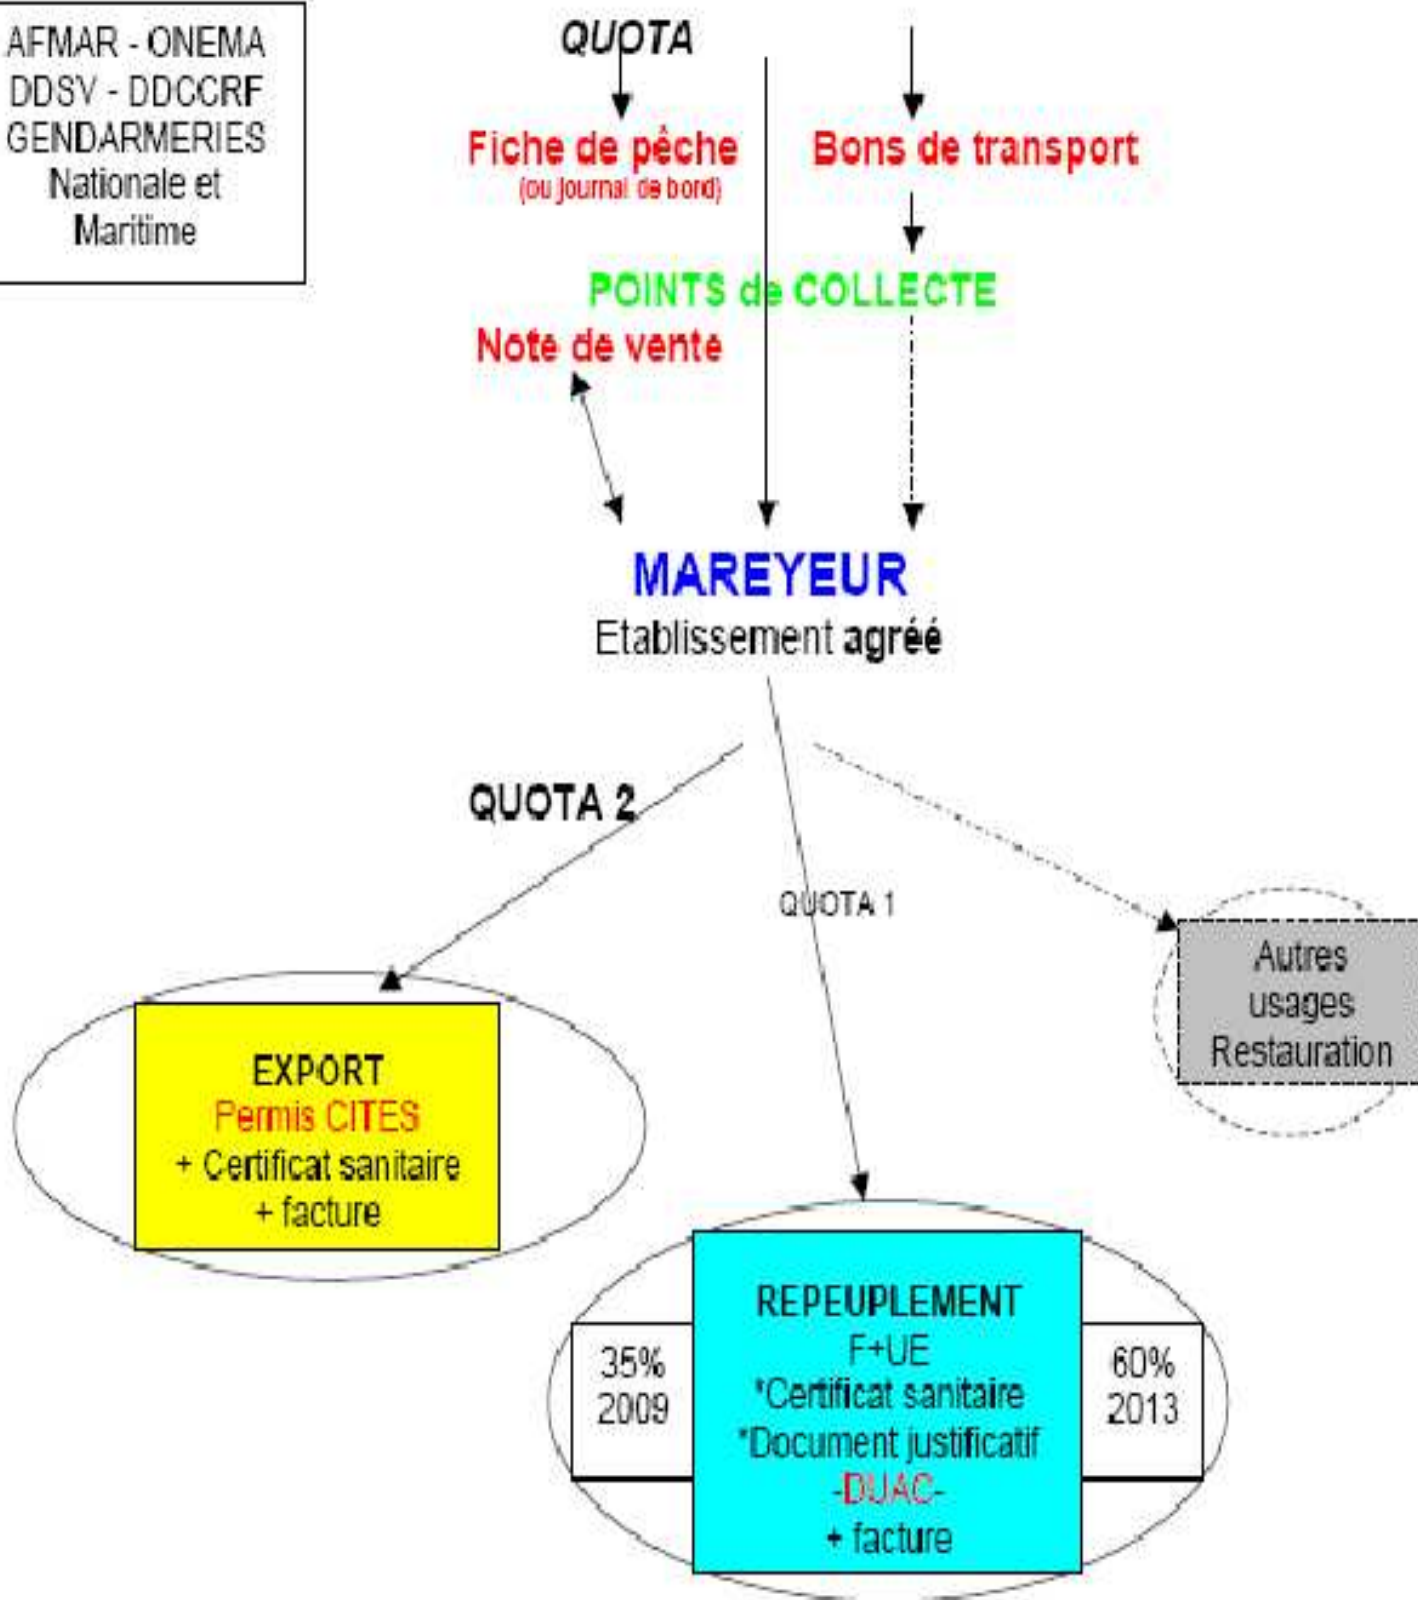 AFMAR - ONEMA
DDSV - DDCCRF
GENDARMERIES
Nationale et
Maritime
QUOTA
Fiche de pêche
(ou journal de bord)
Bons de transport
POINTS de COLLECTE
Note de vente
MAREYEUR
Etablissement agréé
QUOTA 2
QUOTA 1
Autres
usages
Restauration
EXPORT
Permis CITES
+ Certificat sanitaire
+ facture
35%
2009
REPEUPLEMENT
F+UE
*Certificat sanitaire
*Document justificatif
-DUAC-
+ facture
60%
2013